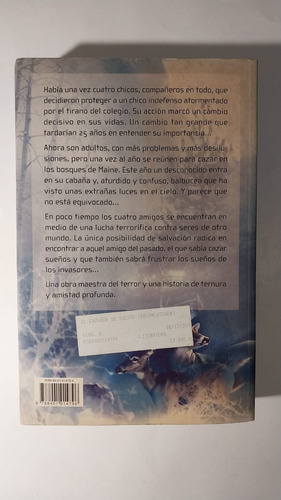 Había una vez cuatro chicos, compañeros en todo, que
decidieron proteger a un chico indefenso atormentado
por el tirano del colegio. Su acción marcó un cambio
decisivo en sus vidas. Un cambio tan grande que
tardarían 25 años en entender su importancia...
Ahora son adultos, con más problemas y más desilu-
siones, pero una vez al año se reúnen para cazar en
los bosques de Maine. Este año un desconocido entra
en su cabaña y, aturdido y confuso, balbucea que ha
visto unas extrañas luces en el cielo. Y parece que
no está equivocado...
En poco tiempo los cuatro amigos se encuentran en
medio de una lucha terrorífica contra seres de otro
mundo. La única posibilidad de salvación radica en
encontrar a aquel amigo del pasado, el que sabía cazar
sueños y que también sabrá frustrar los sueños de
los invasores...
Una obra maestra del terror y una historia de ternura
y amistad profunda.